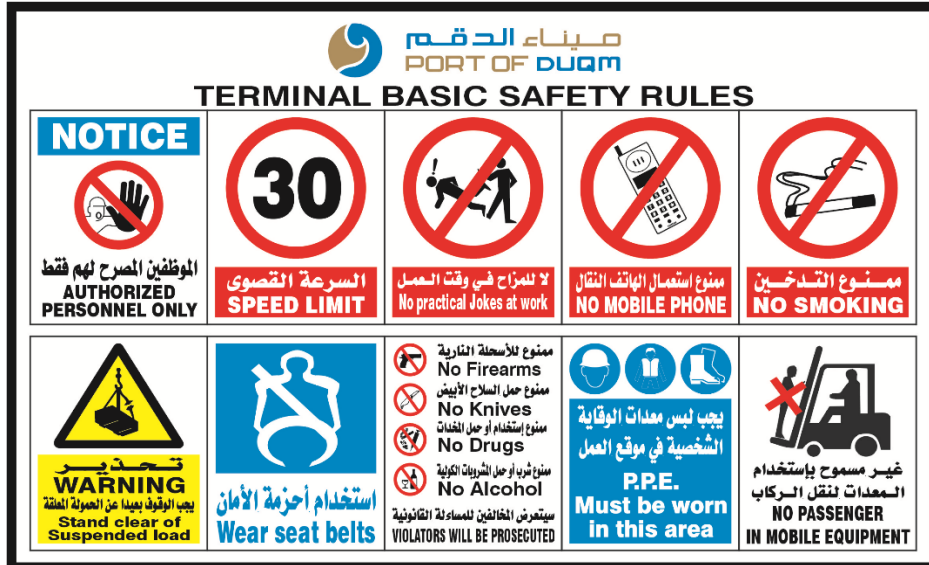 ميناء الدقم
PORT OF DUQM
TERMINAL BASIC SAFETY RULES
NOTICE
الموظفين المصرح لهم فقط
AUTHORIZED
PERSONNEL ONLY
30
السرعة القصوى
SPEED LIMIT
لا للمزاح في وقت العمل
No practical Jokes at work
ممنوع استعمال الهاتف النقال
NO MOBILE PHONE
ممنوع التدخين
NO SMOKING
تحذير
WARNING
يجب الوقوف بعيدا عن الحمولة المعلقة
Stand clear of
Suspended load
استخدام أحزمة الأمان
Wear seat belts
ممنوع للأسحلة النارية
No Firearms
ممنوع حمل السلاح الأبيض
No Knives
ممنوع إستخدام أو حمل المخدات
No Drugs
ممنوع شرب أو حمل المشروبات الكولية
No Alcohol
سيتعرض المخالفين للمساءلة القانونية
VIOLATORS WILL BE PROSECUTED
يجب لبس معدات الوقاية
الشخصية في موقع العمل
P.P.E.
Must be worn
in this area
غير مسموح بإستخدام
المعدات لنقل الركاب
NO PASSENGER
IN MOBILE EQUIPMENT